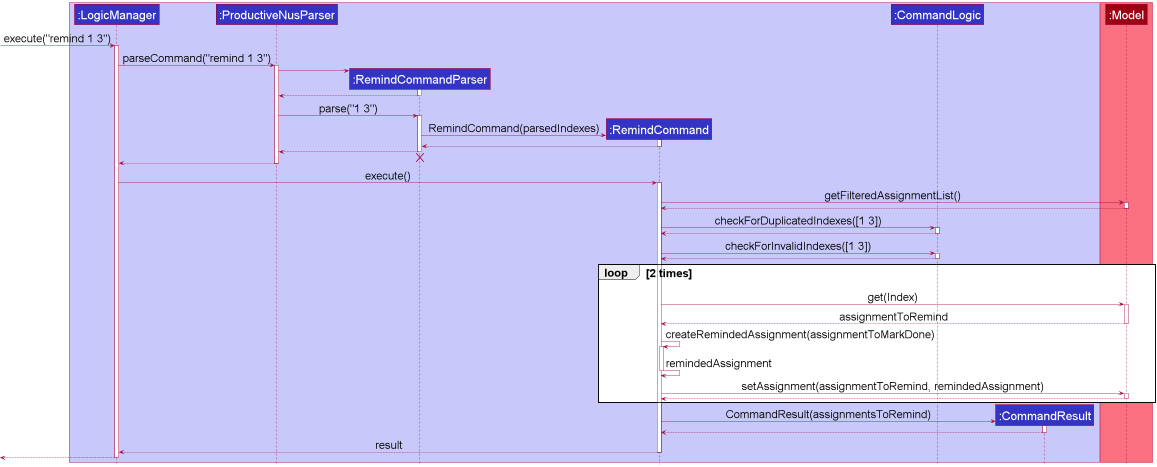 :LogicManager
:ProductiveNusParser
:CommandLogic
:Model
execute("remind 1 3")
parseCommand("remind 1 3")
:RemindCommandParser
parse("1 3")
RemindCommand(parsedIndexes)
:RemindCommand
execute()
getFilteredAssignmentList()
checkForDuplicatedIndexes([1 3])
checkForInvalidIndexes([1 3])
loop [2 times]
get(Index)
assignmentToRemind
createRemindedAssignment(assignmentToMarkDone)
remindedAssignment
setAssignment(assignmentToRemind, remindedAssignment)
CommandResult(assignmentsToRemind)
:CommandResult
result